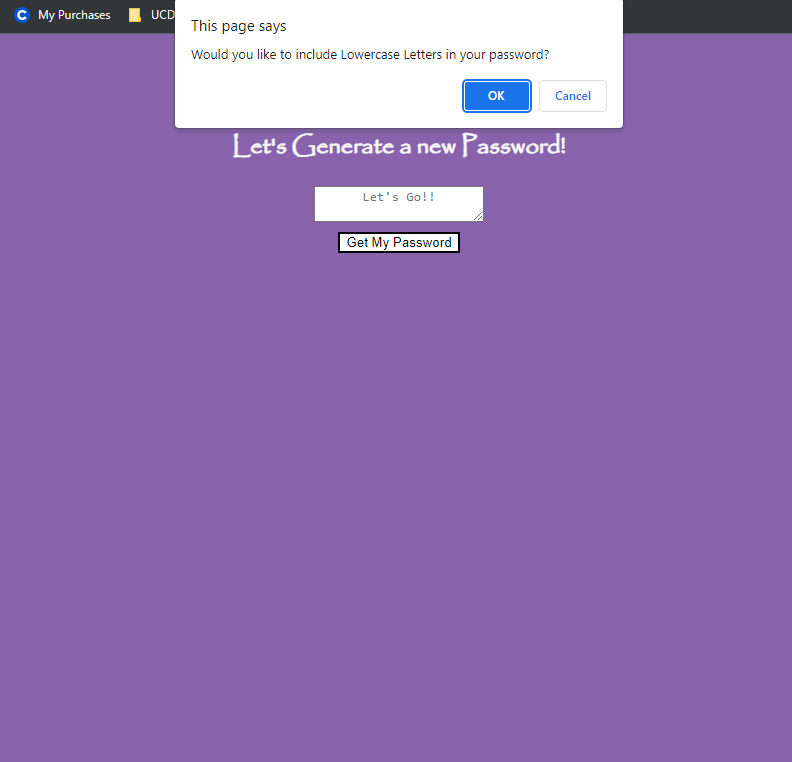 My Purchases UCD
This page says
Would you like to include Lowercase Letters in your password?
OK Cancel
Let's Generate a new Password!
Let's Go!!
Get My Password